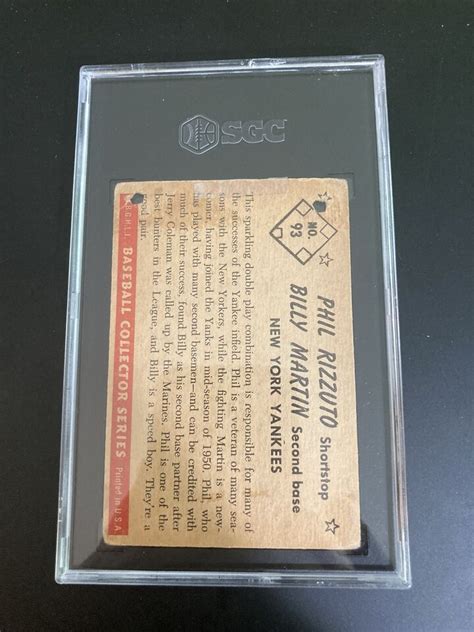 SGC
NO.
93
PHIL RIZZUTO Shortstop
BILLY MARTIN Second base
NEW YORK YANKEES
This sparkling double play combination is responsible for many of
the successes of the Yankee infield. Phil is a veteran of many sea-
sons with the New Yorkers, while the fighting Martin is a new-
comer, having joined the Yanks in mid-season of 1950. Phil, who
has played with many second basemen—and can be credited with
much of their success, found Billy as his second base partner after
Jerry Coleman was called up by the Marines. Phil is one of the
best bunters in the League, and Billy is a speed boy. They're a
good pair.
BASEBALL COLLECTOR SERIES
Printed in U.S.A.